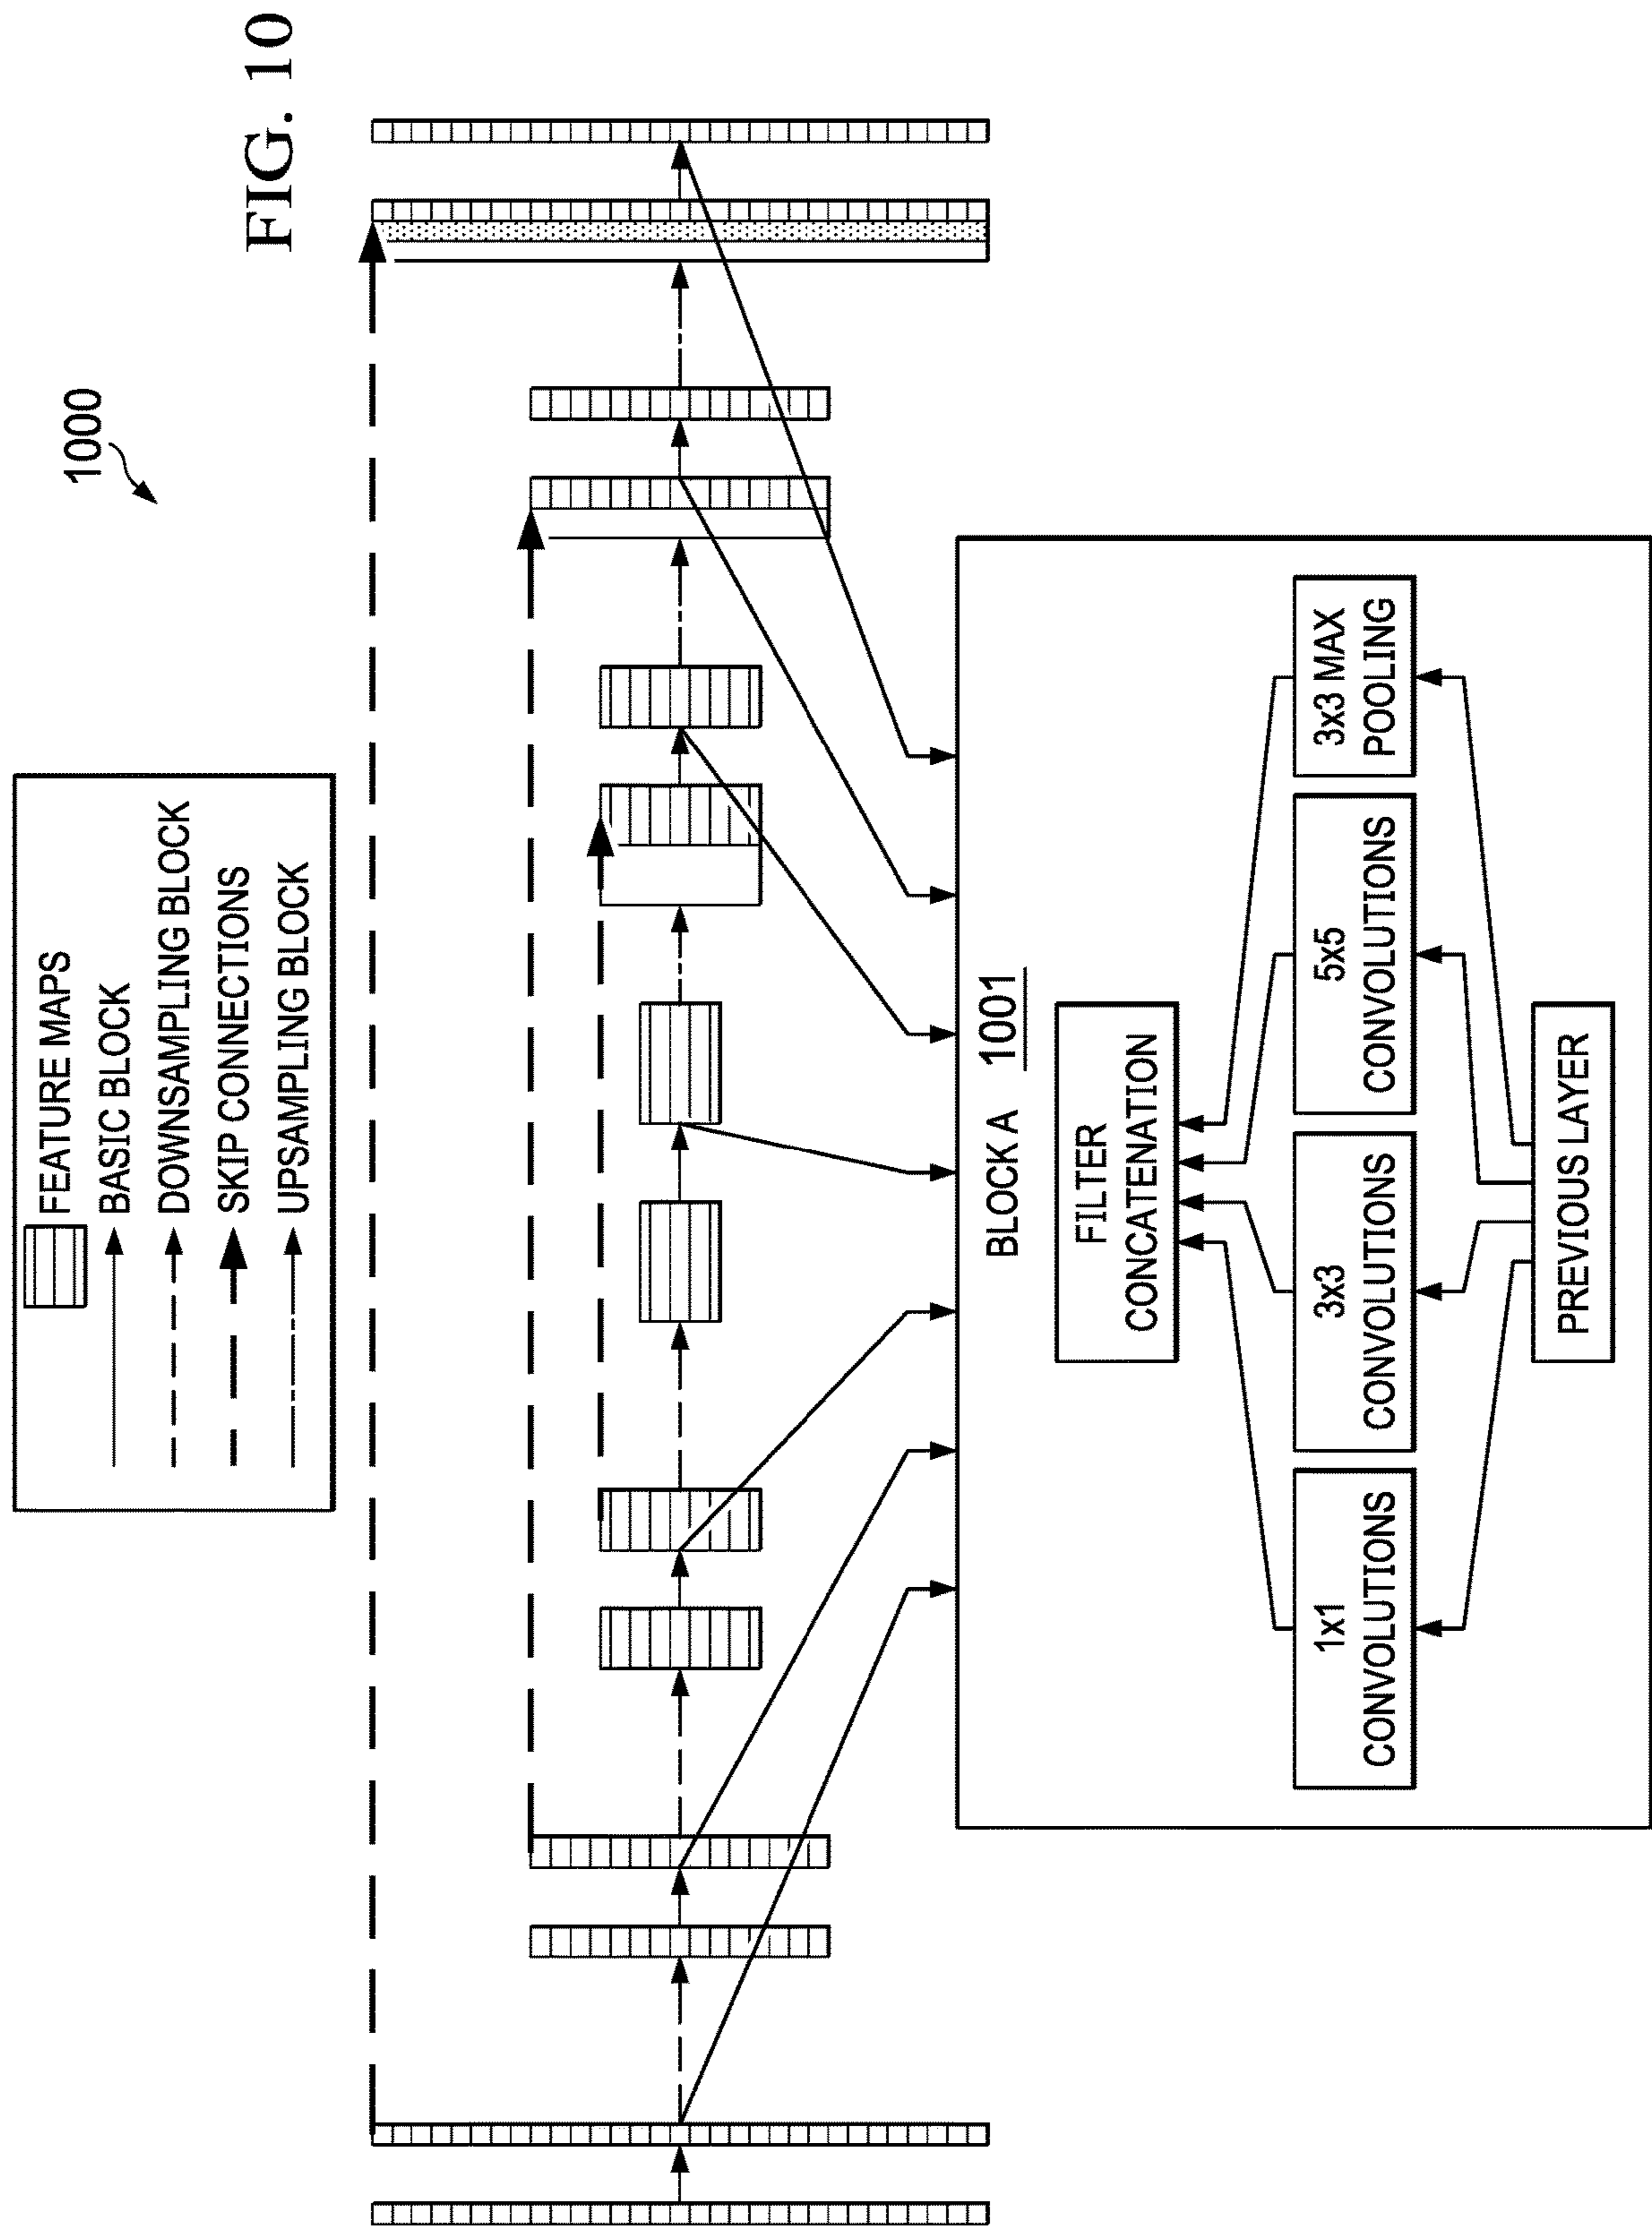 FIG. 10
1000
FEATURE MAPS
BASIC BLOCK
DOWNSAMPLING BLOCK
SKIP CONNECTIONS
UPSAMPLING BLOCK
BLOCK A 1001
FILTER
CONCATENATION
1x1
CONVOLUTIONS
3x3
CONVOLUTIONS
5x5
CONVOLUTIONS
3x3 MAX
POOLING
PREVIOUS LAYER